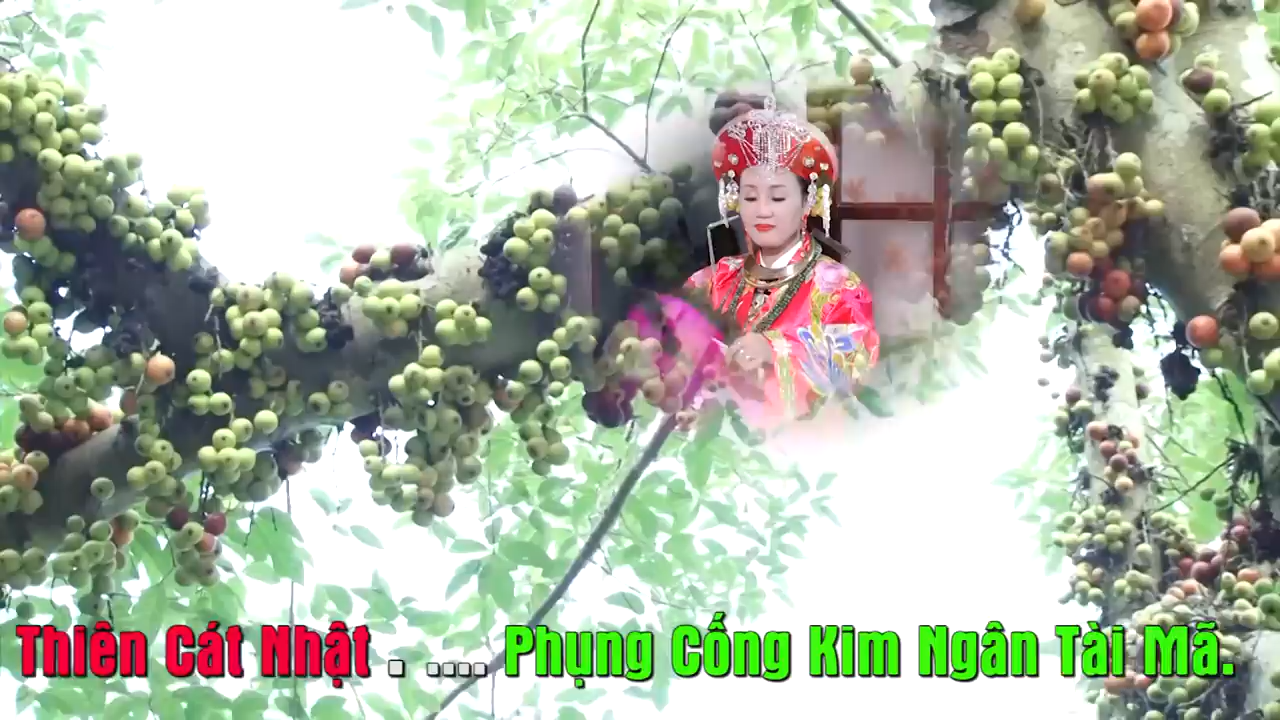 Thiên Cát Nhật . .... Phụng Cống Kim Ngân Tài Mã.